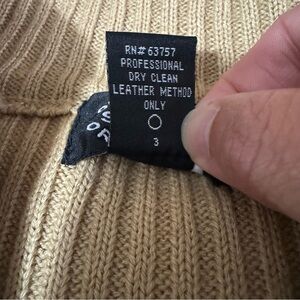 RN# 63757
PROFESSIONAL
DRY CLEAN
LEATHER METHOD
ONLY
3